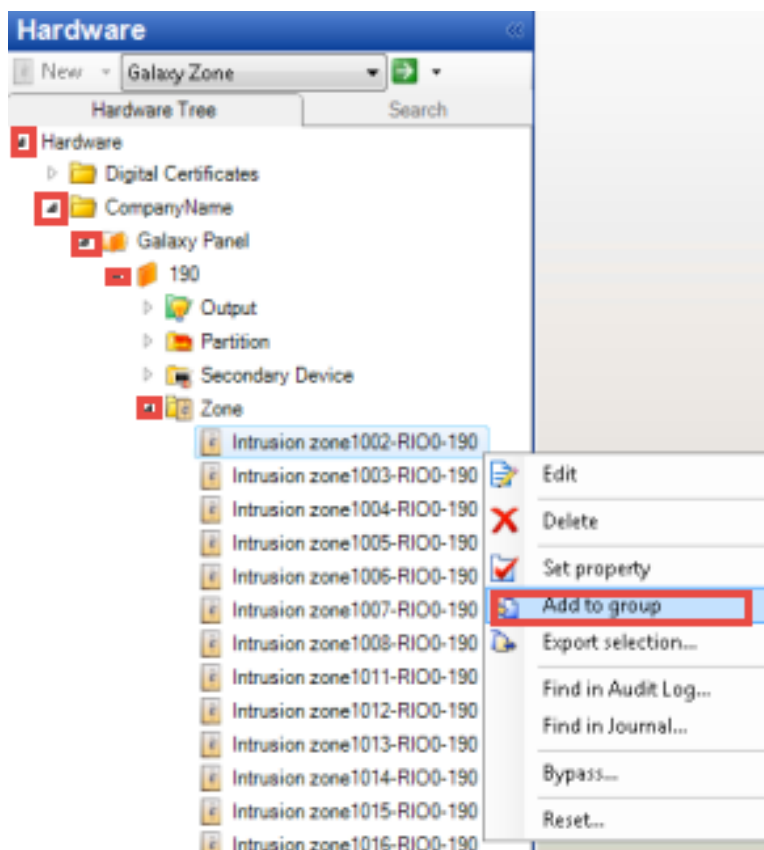 Hardware
New Galaxy Zone
Hardware Tree Search
Hardware
Digital Certificates
CompanyName
Galaxy Panel
190
Output
Partition
Secondary Device
Zone
Intrusion zone1002-RIO0-190
Intrusion zone1003-RIO0-190
Intrusion zone1004-RIO0-190
Intrusion zone1005-RIO0-190
Intrusion zone1006-RIO0-190
Intrusion zone1007-RIO0-190
Intrusion zone1008-RIO0-190
Intrusion zone1011-RIO0-190
Intrusion zone1012-RIO0-190
Intrusion zone1013-RIO0-190
Intrusion zone1014-RIO0-190
Intrusion zone1015-RIO0-190
Intrusion zone1016-RIO0-190
Edit
Delete
Set property
Add to group
Export selection...
Find in Audit Log...
Find in Journal...
Bypass...
Reset...